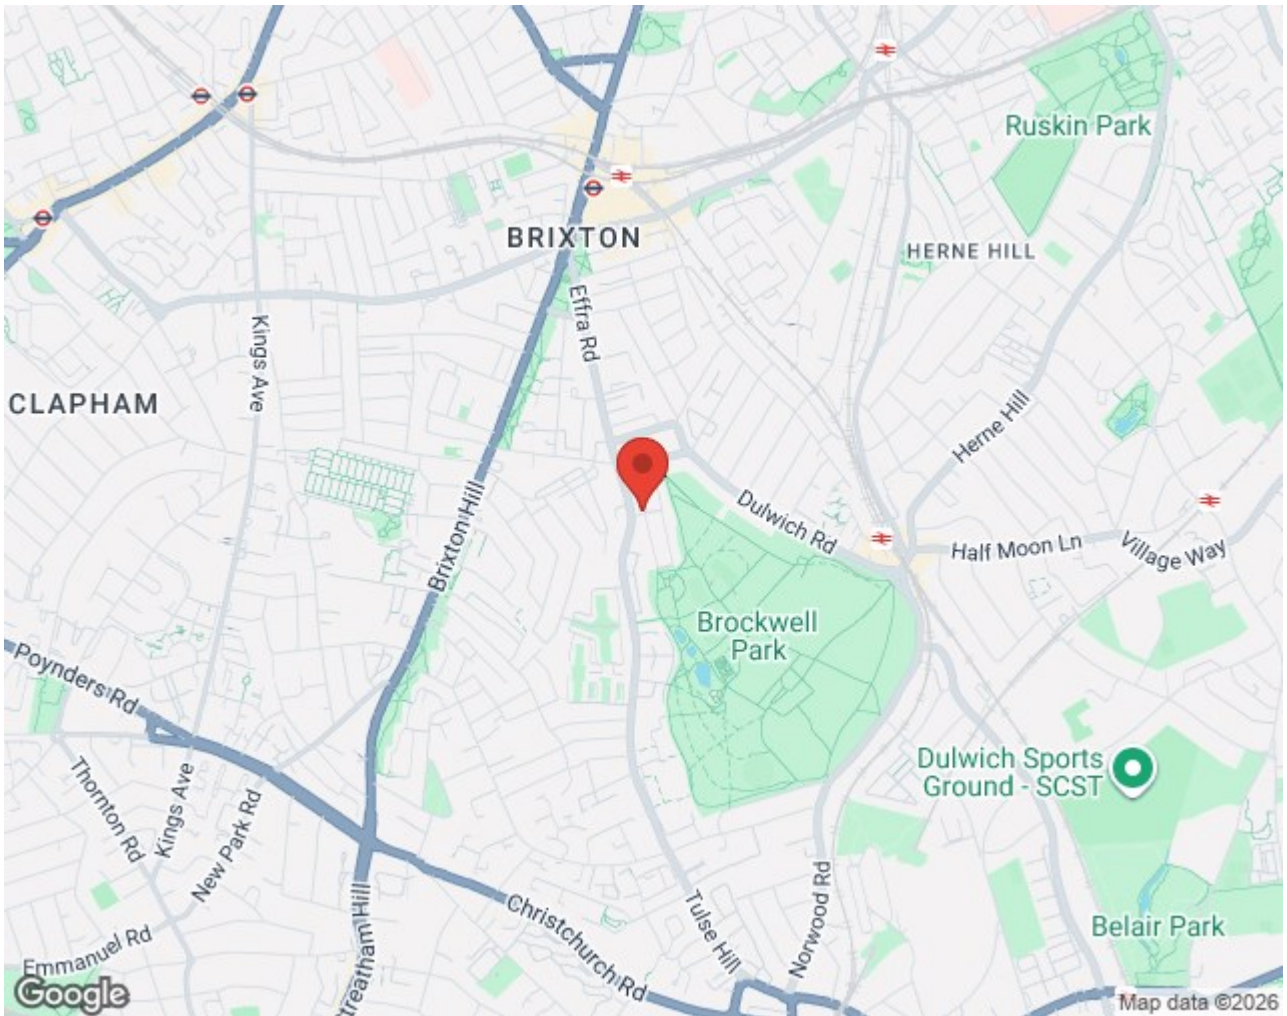 Ruskin Park
BRIXTON
HERNE HILL
Effra Rd
Kings Ave
CLAPHAM
Herne Hill
Brixton Hill
Dulwich Rd
Half Moon Ln
Village Way
Brockwell
Park
Poynders Rd
Dulwich Sports
Ground - SCST
Thornton Rd
Kings Ave
New Park Rd
Streatham Hill
Christchurch Rd
Tulse Hill
Norwood Rd
Belair Park
Emmanuel Rd
Google
Map data ©2026